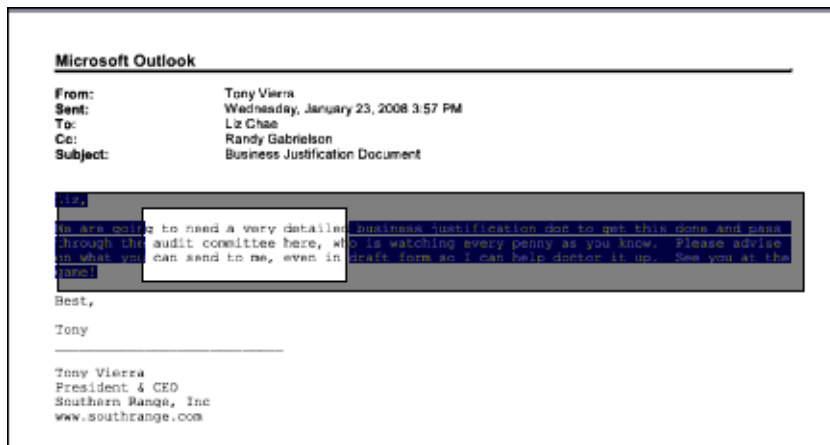 Microsoft Outlook
From: Tony Vierra
Sent: Wednesday, January 23, 2008 3:57 PM
To: Liz Chae
Cc: Randy Gabrielson
Subject: Business Justification Document
Liz,
We are going to need a very detailed business justification doc to get this done and pass
through the audit committee here, who is watching every penny as you know. Please advise
on what you can send to me, even in draft form so I can help doctor it up. See you at the
game!
Best,
Tony
Tony Vierra
President & CEO
Southern Range, Inc
www.southrange.com